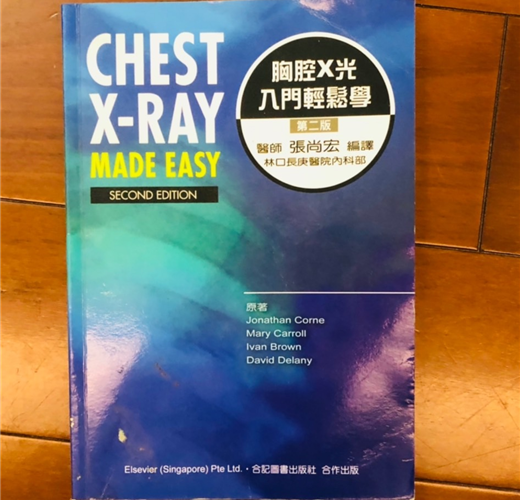 CHEST
X-RAY
MADE EASY
SECOND EDITION
胸腔X光
入門輕鬆學
第二版
醫師 張尚宏 編譯
林口長庚醫院內科部
原著
Jonathan Corne
Mary Carroll
Ivan Brown
David Delany
Elsevier (Singapore) Pte Ltd.・合記圖書出版社 合作出版